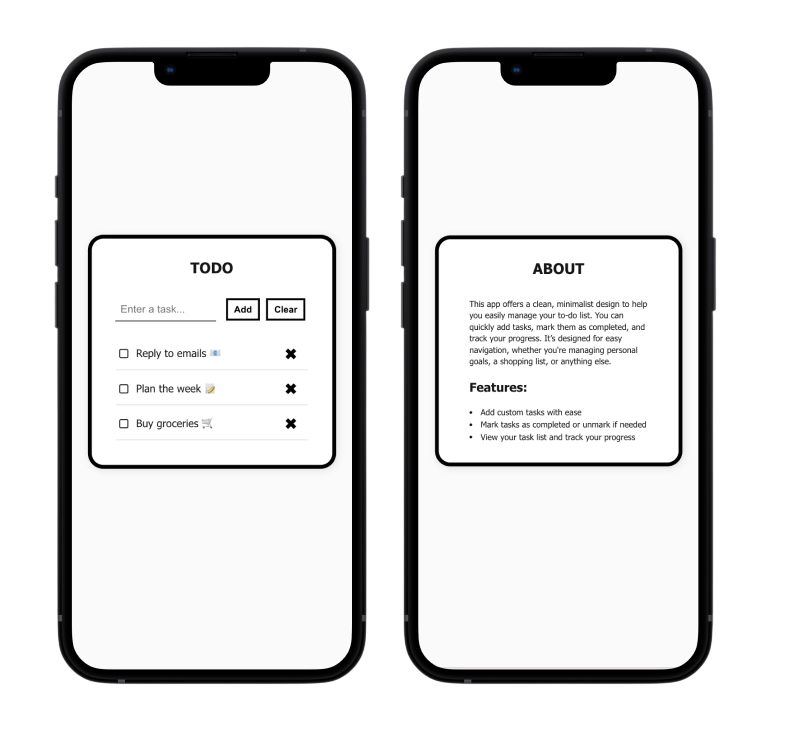 TODO
Enter a task...
Add
Clear
Reply to emails 📧
Plan the week 📝
Buy groceries 🛒
ABOUT
This app offers a clean, minimalist design to help
you easily manage your to-do list. You can
quickly add tasks, mark them as completed, and
track your progress. It's designed for easy
navigation, whether you're managing personal
goals, a shopping list, or anything else.
Features:
• Add custom tasks with ease
• Mark tasks as completed or unmark if needed
• View your task list and track your progress